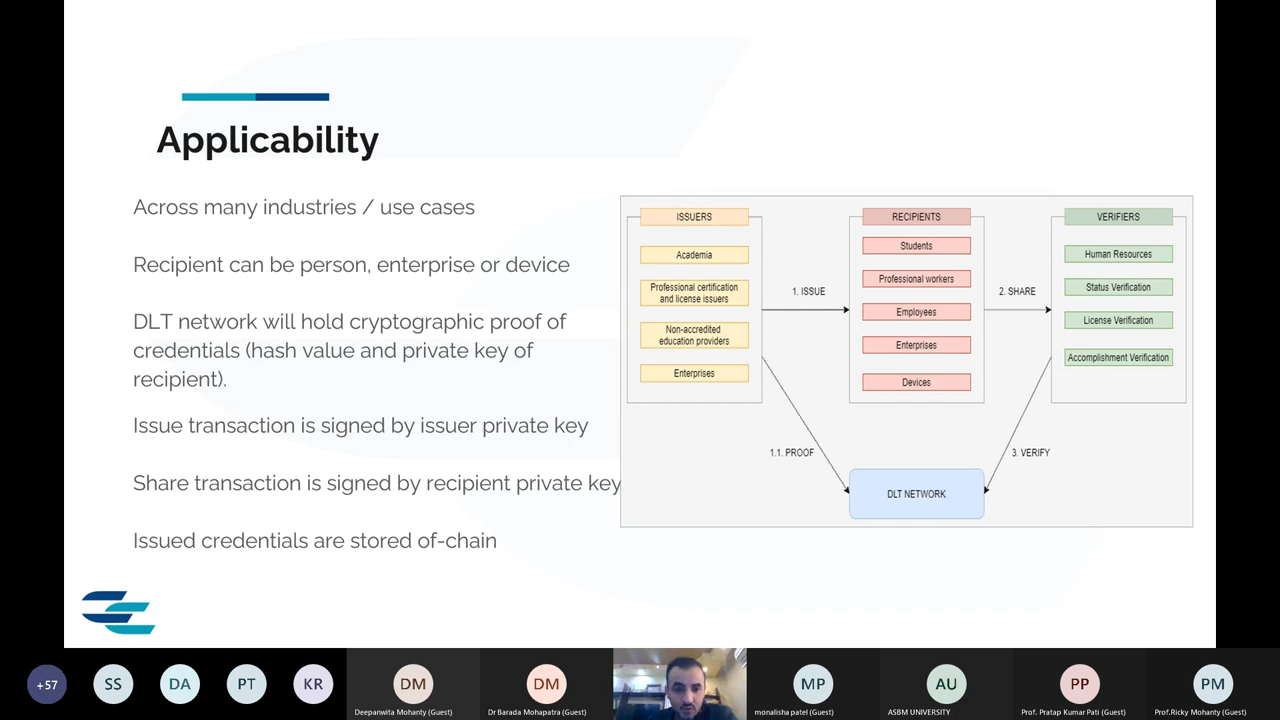 Applicability
Across many industries / use cases
Recipient can be person, enterprise or device
DLT network will hold cryptographic proof of
credentials (hash value and private key of
recipient).
Issue transaction is signed by issuer private key
Share transaction is signed by recipient private key
Issued credentials are stored of-chain
ISSUERS
Academia
Professional certification
and license issuers
Non-accredited
education providers
Enterprises
1. ISSUE
RECIPIENTS
Students
Professional workers
Employees
Enterprises
Devices
2. SHARE
VERIFIERS
Human Resources
Status Verification
License Verification
Accomplishment Verification
1.1. PROOF
3. VERIFY
DLT NETWORK
+57
SS
DA
PT
KR
DM
Deepanwita Mohanty (Guest)
DM
Dr Barada Mohapatra (Guest)
MP
monalisha patel (Guest)
AU
ASBM UNIVERSITY
PP
Prof. Pratap Kumar Pati (Guest)
PM
Prof.Ricky Mohanty (Guest)